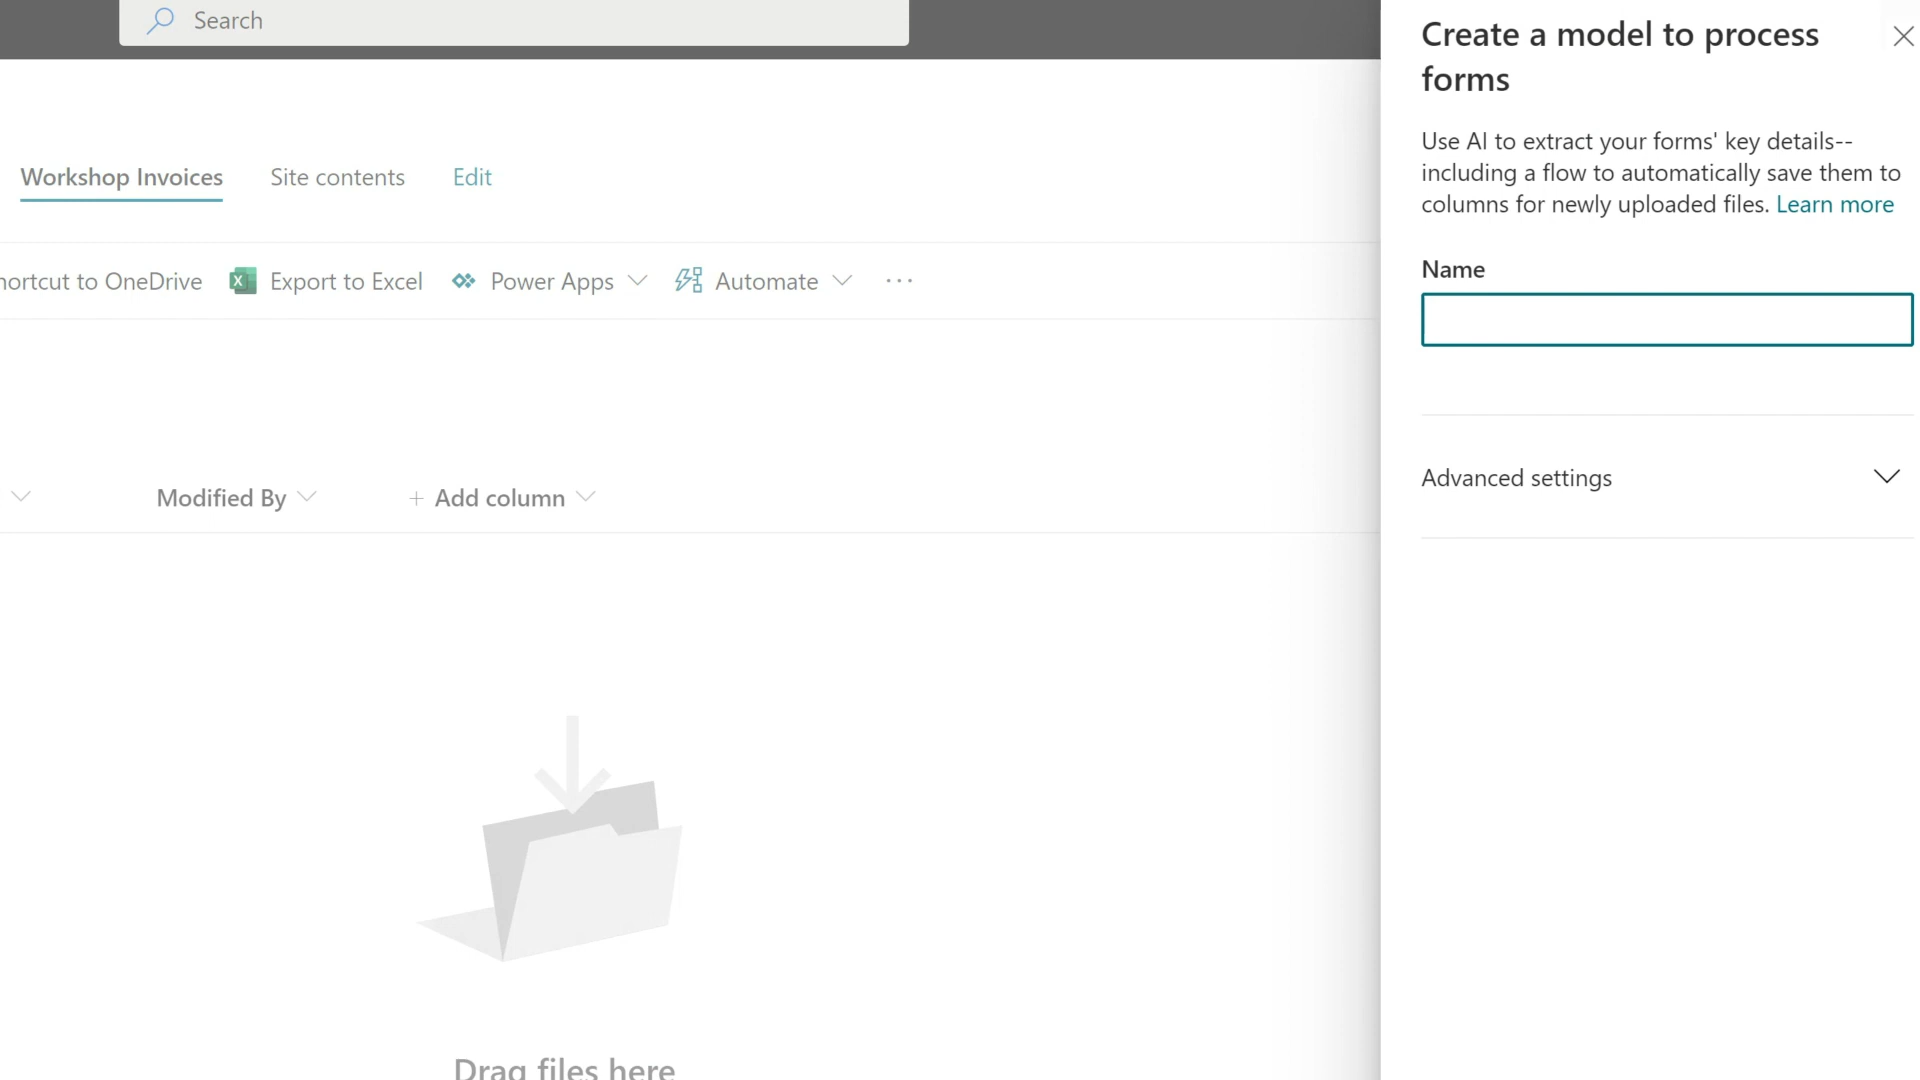 Search
Create a model to process
forms
Use AI to extract your forms' key details--
including a flow to automatically save them to
columns for newly uploaded files. Learn more
Name
Advanced settings
Workshop Invoices Site contents Edit
to OneDrive Export to Excel Power Apps Automate ...
Modified By + Add column
Drag files here